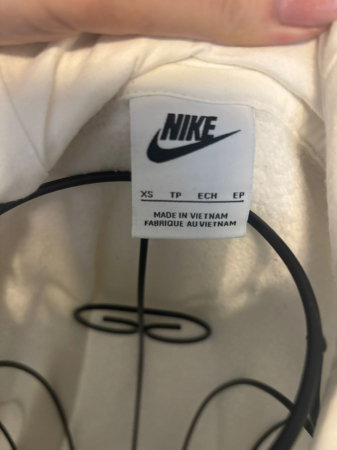 NIKE
XS TP ECH EP
MADE IN VIETNAM
FABRIQUE AU VIETNAM